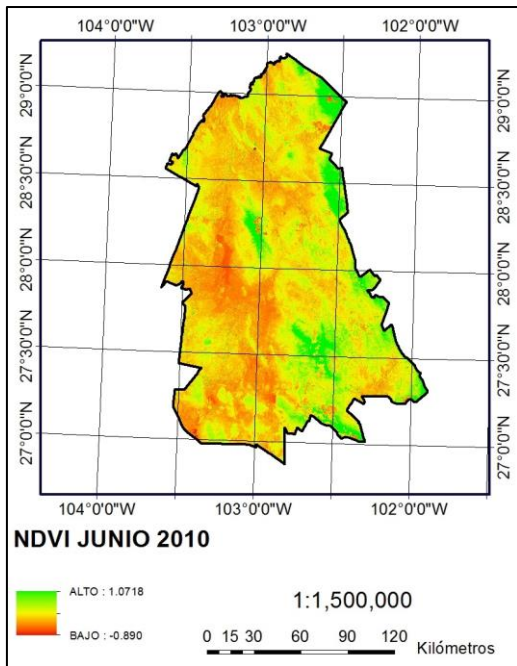 104°0'0"W 103°0'0"W 102°0'0"W
29°0'0"N 29°0'0"N
28°30'0"N 28°30'0"N
28°0'0"N 28°0'0"N
27°30'0"N 27°30'0"N
27°0'0"N 27°0'0"N
104°0'0"W 103°0'0"W 102°0'0"W
NDVI JUNIO 2010
ALTO : 1.0718
BAJO : -0.890
1:1,500,000
0 15 30 60 90 120 Kilómetros